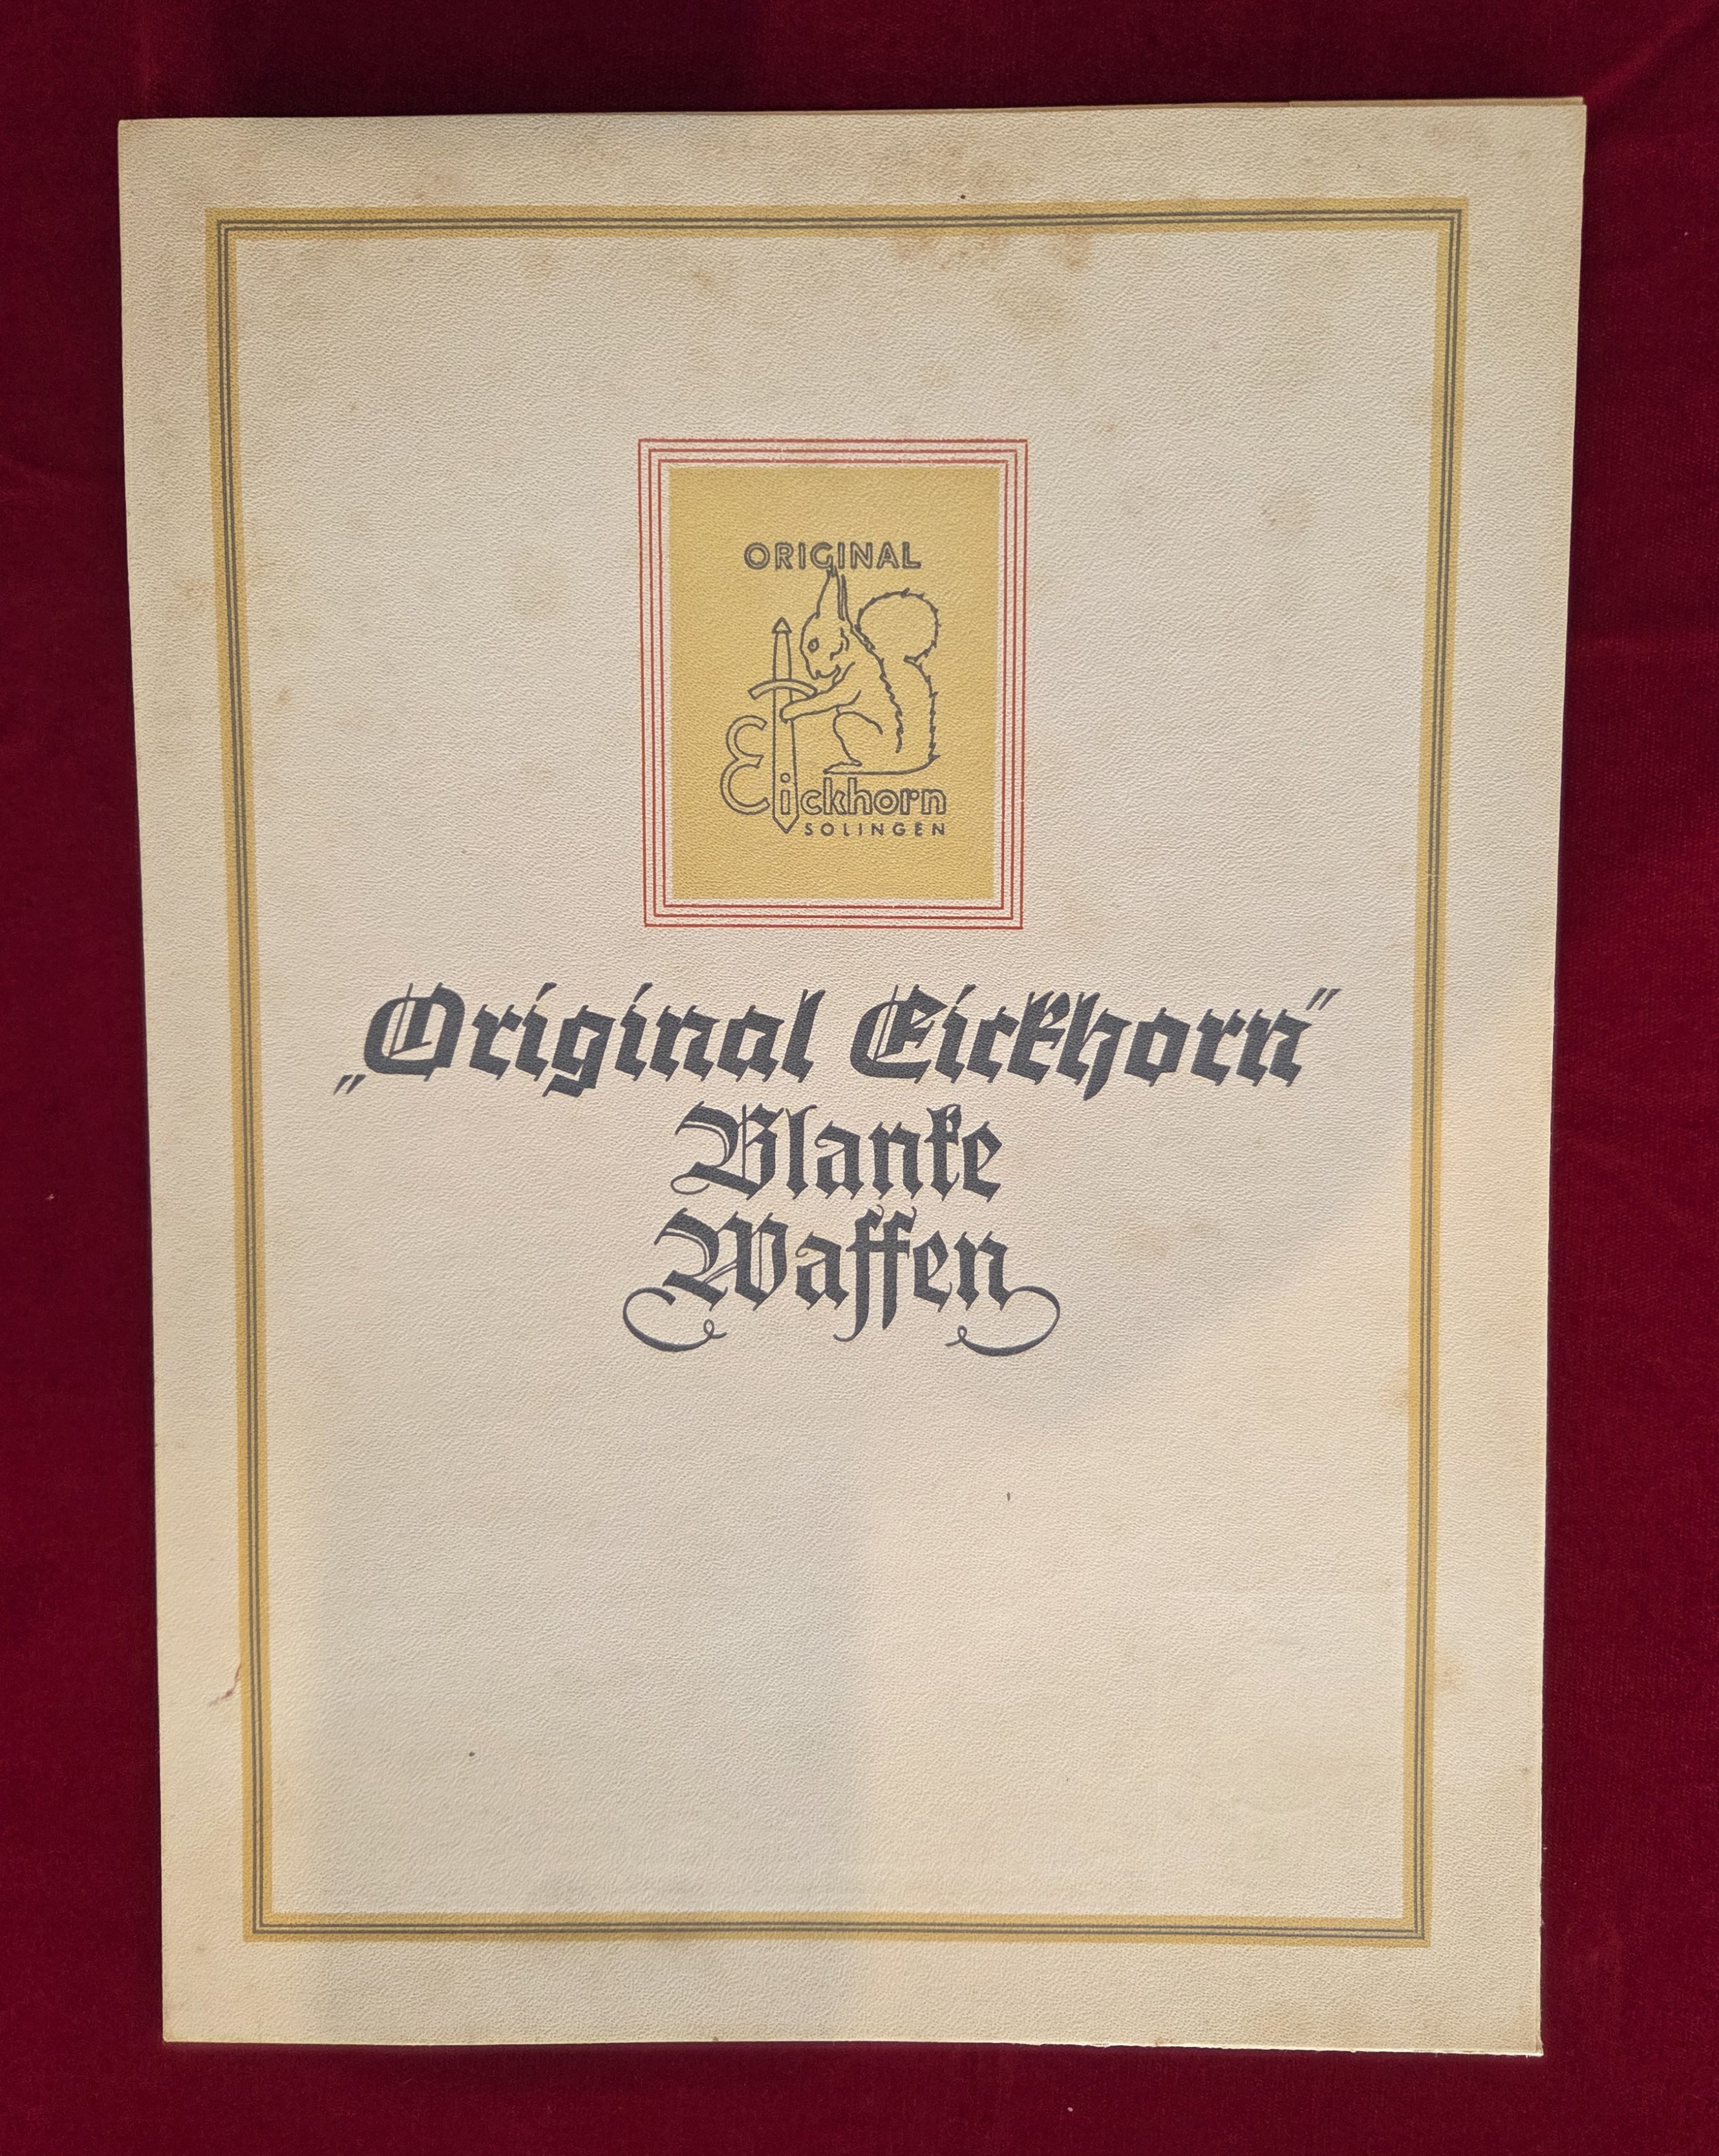 ORIGINAL
Eickhorn
SOLINGEN
„Original Eickhorn”
Blanke
Waffen